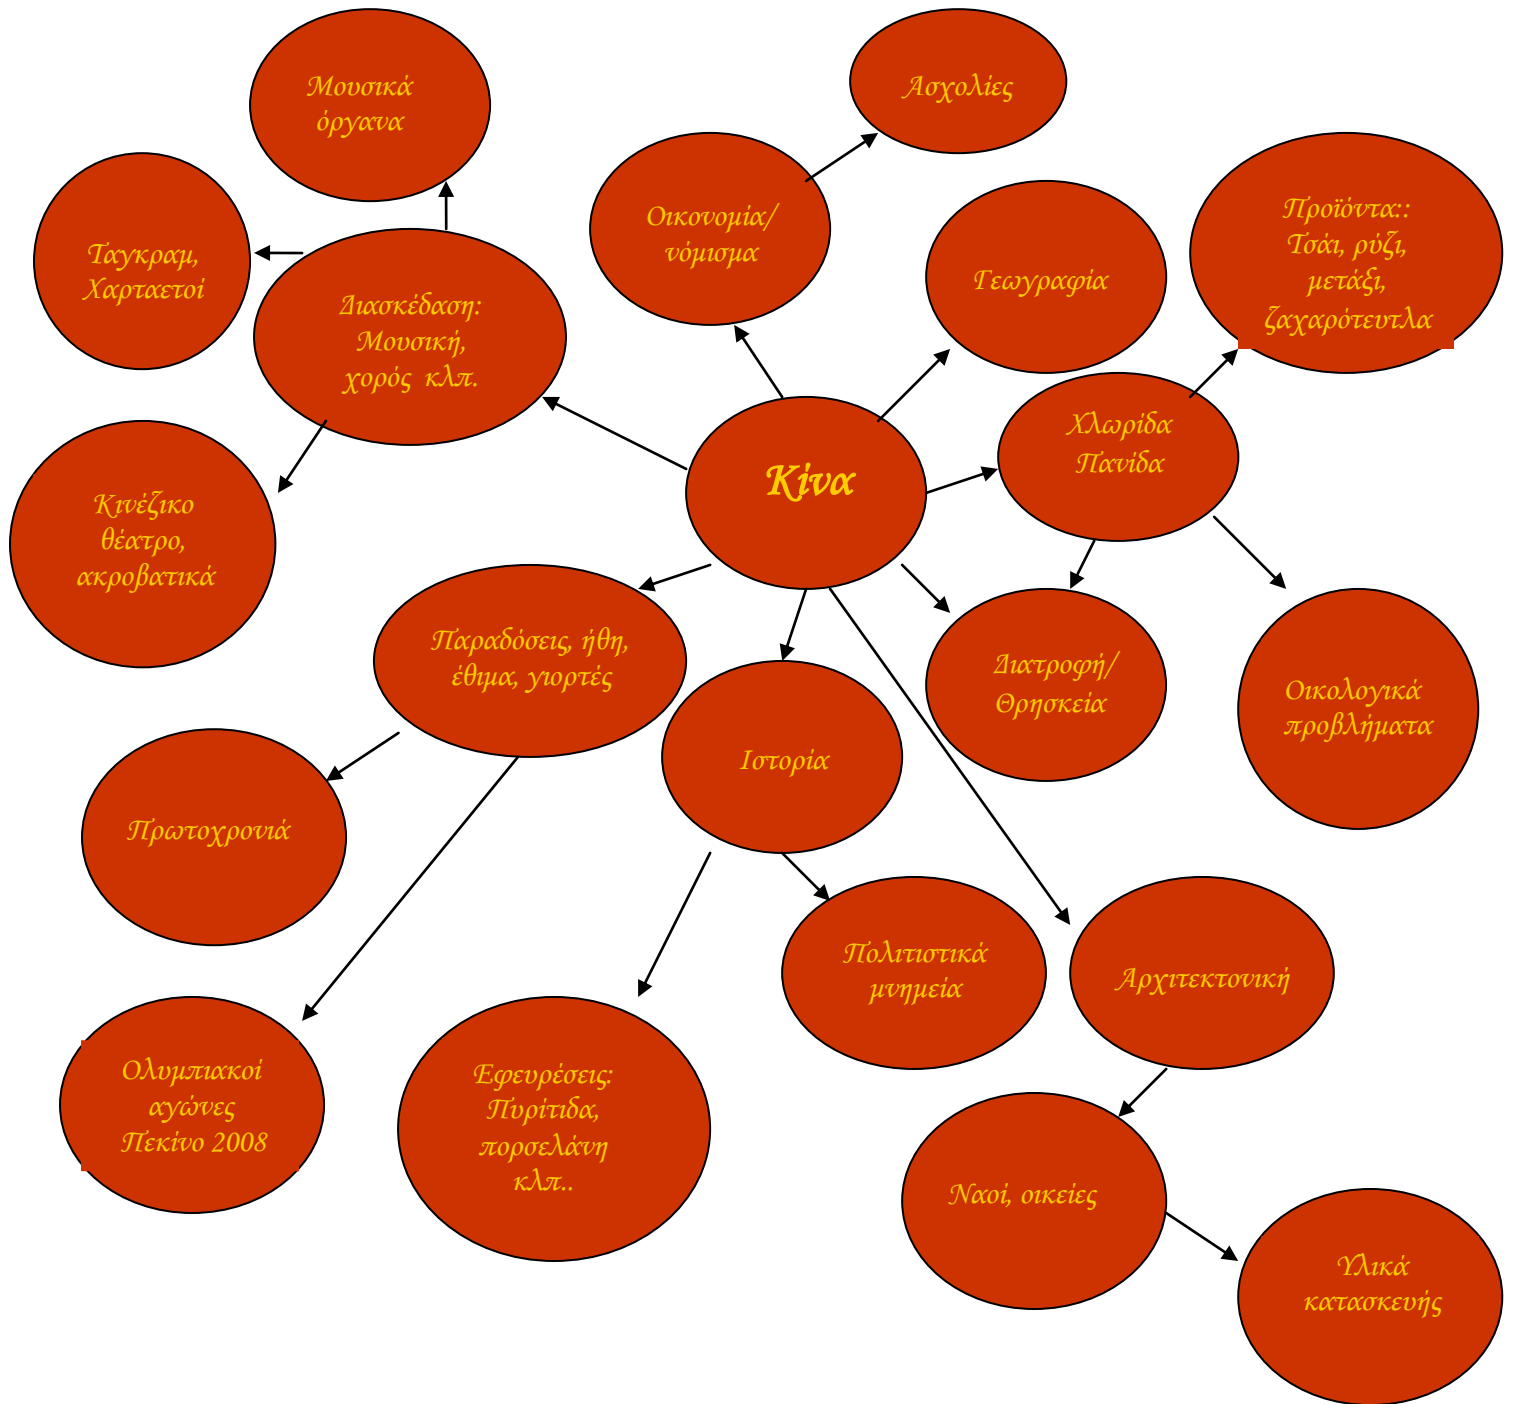 Μουσικά
όργανα
Ασχολίες
Ταγκραμ,
Χαρταετοί
Διασκέδαση:
Μουσική,
χορός κλπ.
Οικονομία/
νόμισμα
Γεωγραφία
Προϊόντα::
Τσάι, ρύζι,
μετάξι,
ζαχαρότευτλα
Χλωρίδα
Πανίδα
Κίνα
Κινέζικο
θέατρο,
ακροβατικά
Παραδόσεις, ήθη,
έθιμα, γιορτές
Διατροφή/
Θρησκεία
Οικολογικά
προβλήματα
Ιστορία
Πρωτοχρονιά
Πολιτιστικά
μνημεία
Αρχιτεκτονική
Ολυμπιακοί
αγώνες
Πεκίνο 2008
Εφευρέσεις:
Πυρίτιδα,
πορσελάνη
κλπ..
Ναοί, οικείες
Υλικά
κατασκευής